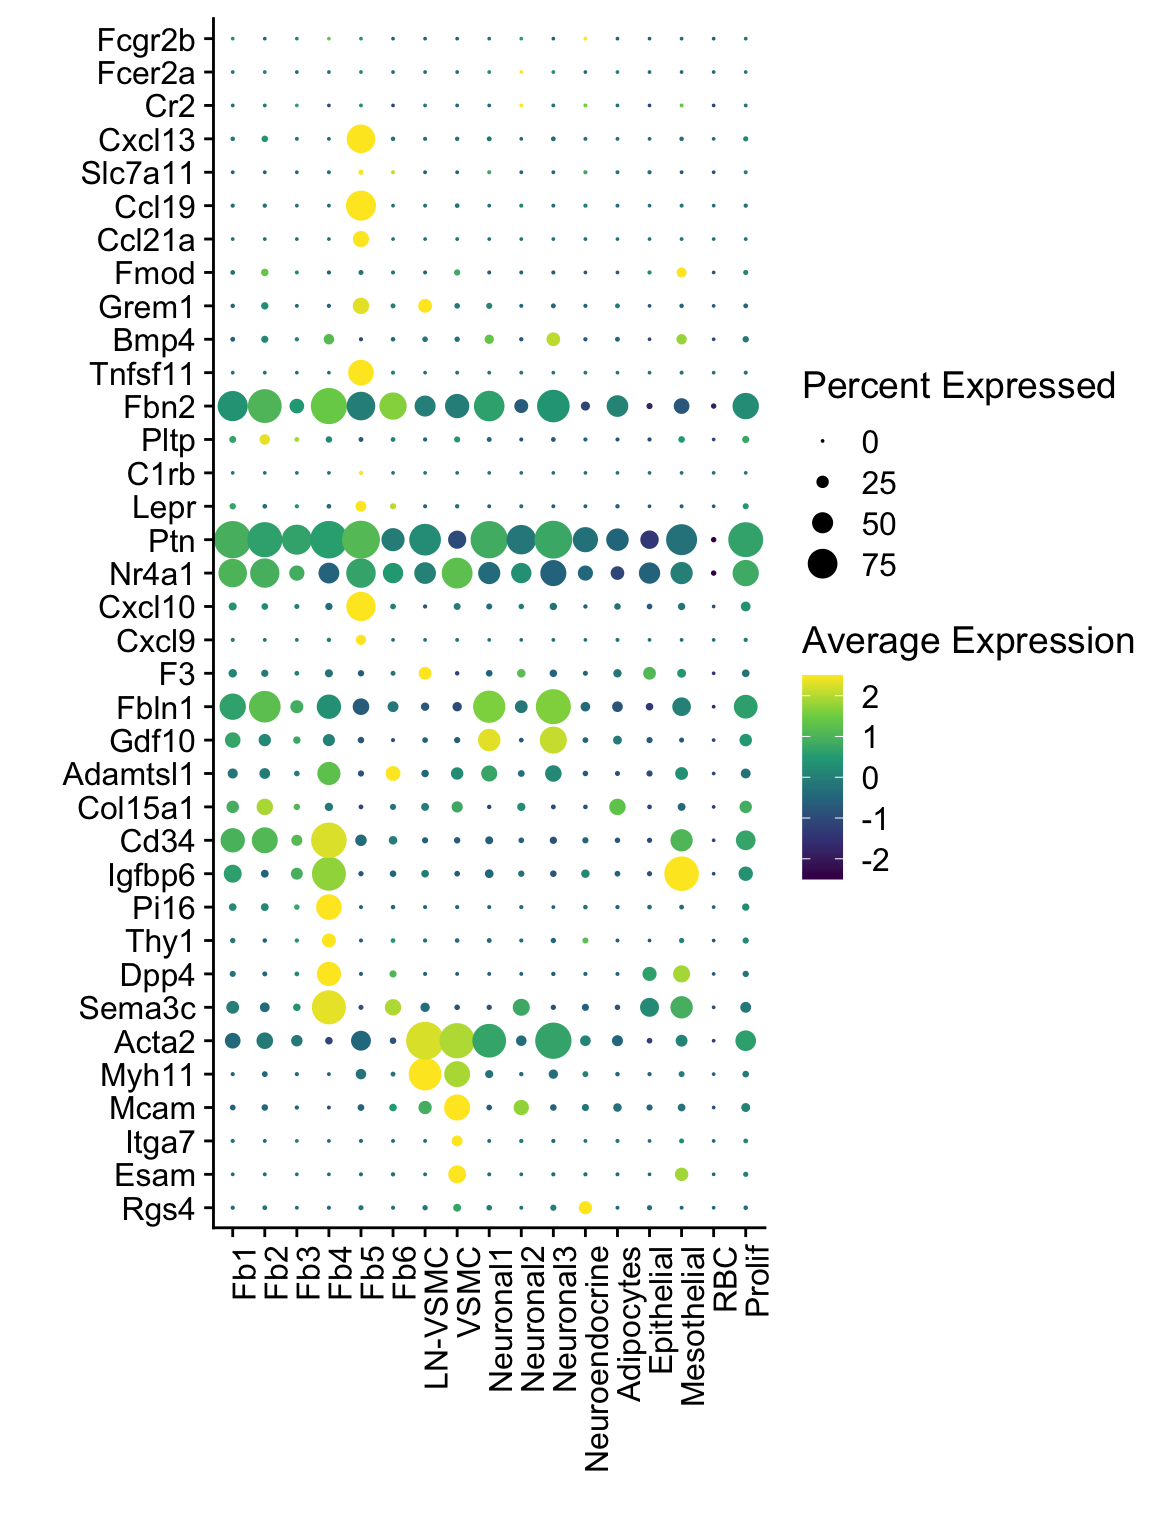 Fcgr2b
Fcer2a
Cr2
Cxcl13
Slc7a11
Ccl19
Ccl21a
Fmod
Grem1
Bmp4
Tnfsf11
Fbn2
Pltp
C1rb
Lepr
Ptn
Nr4a1
Cxcl10
Cxcl9
F3
Fbln1
Gdf10
Adamtsl1
Col15a1
Cd34
Igfbp6
Pi16
Thy1
Dpp4
Sema3c
Acta2
Myh11
Mcam
Itga7
Esam
Rgs4
Fb1
Fb2
Fb3
Fb4
Fb5
Fb6
LN-VSMC
VSMC
Neuronal1
Neuronal2
Neuronal3
Neuroendocrine
Adipocytes
Epithelial
Mesothelial
RBC
Prolif
Percent Expressed
0
25
50
75
Average Expression
2
1
0
-1
-2